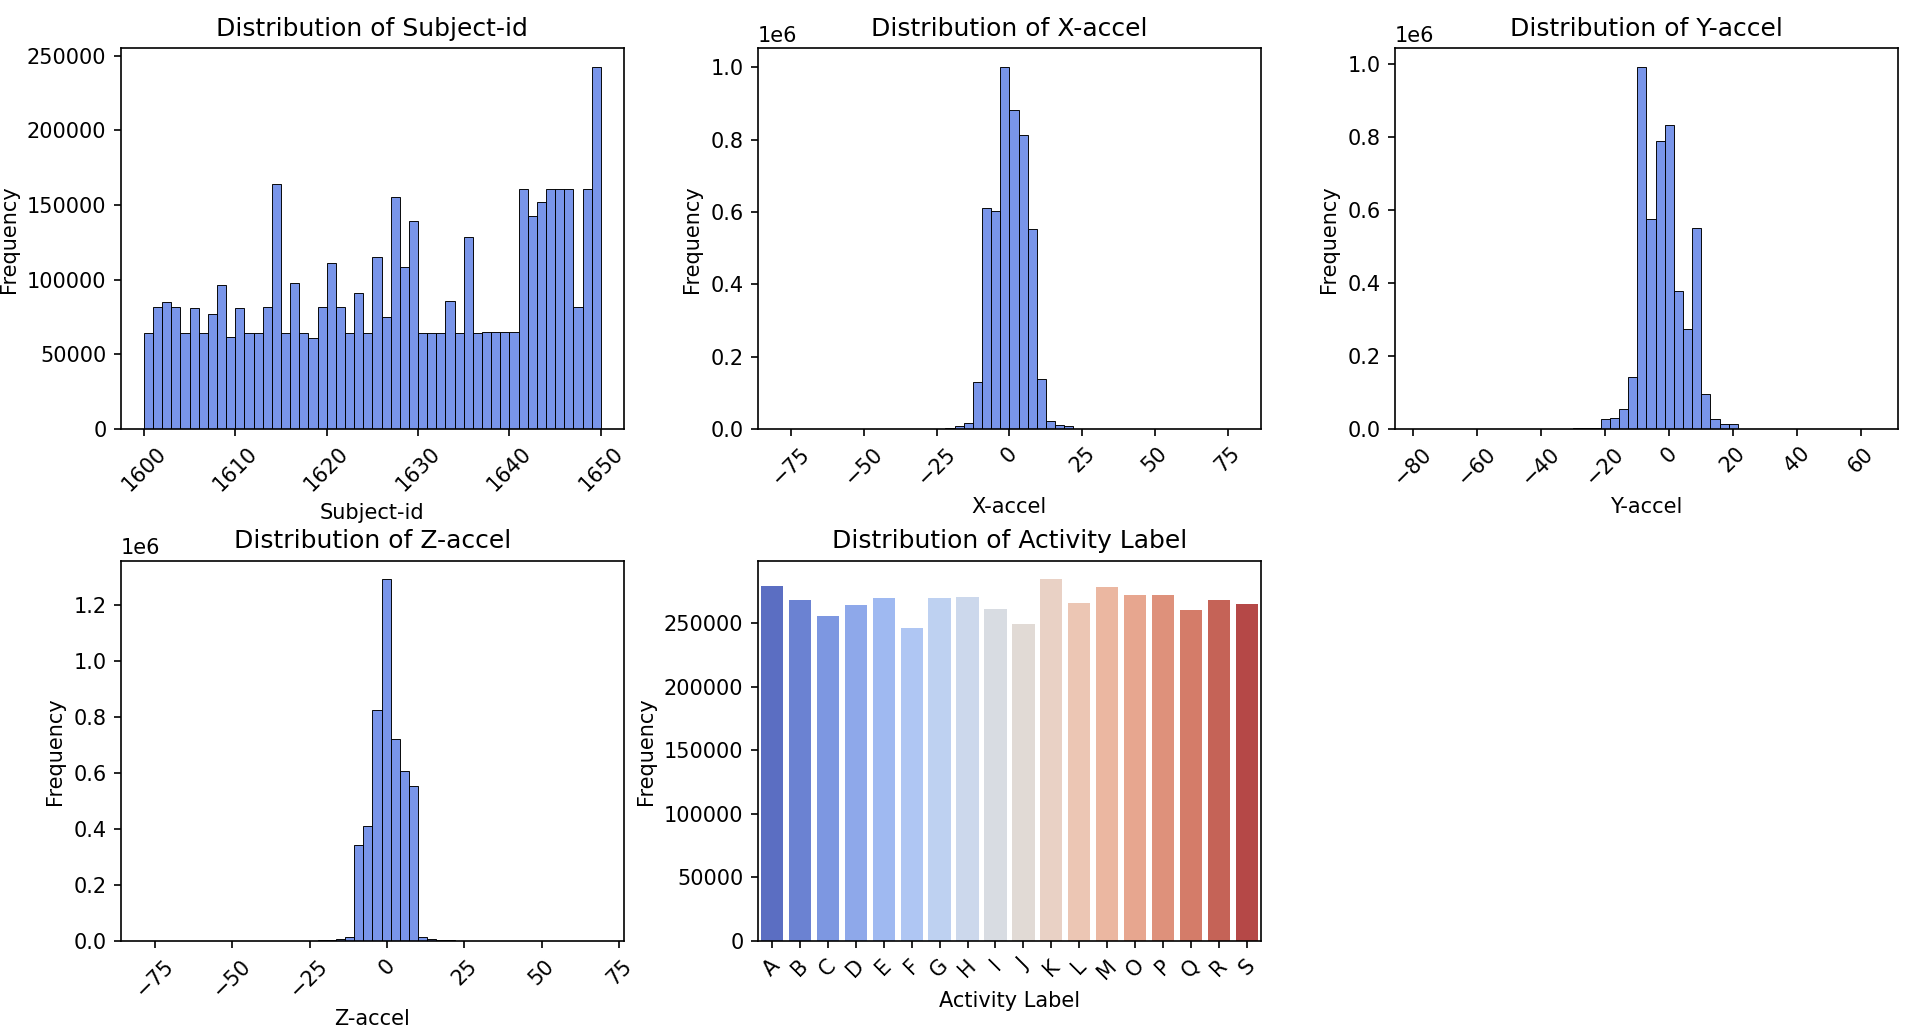 Distribution of Subject-id
250000
200000
150000
100000
50000
0
Frequency
1600 1610 1620 1630 1640 1650
Subject-id
Distribution of X-accel
1e6
1.0
0.8
0.6
0.4
0.2
0.0
Frequency
−75 −50 −25 0 25 50 75
X-accel
Distribution of Y-accel
1e6
1.0
0.8
0.6
0.4
0.2
0.0
Frequency
−80 −60 −40 −20 0 20 40 60
Y-accel
Distribution of Z-accel
1e6
1.2
1.0
0.8
0.6
0.4
0.2
0.0
Frequency
−75 −50 −25 0 25 50 75
Z-accel
Distribution of Activity Label
250000
200000
150000
100000
50000
0
Frequency
A B C D E F G H I J K L M O P Q R S
Activity Label